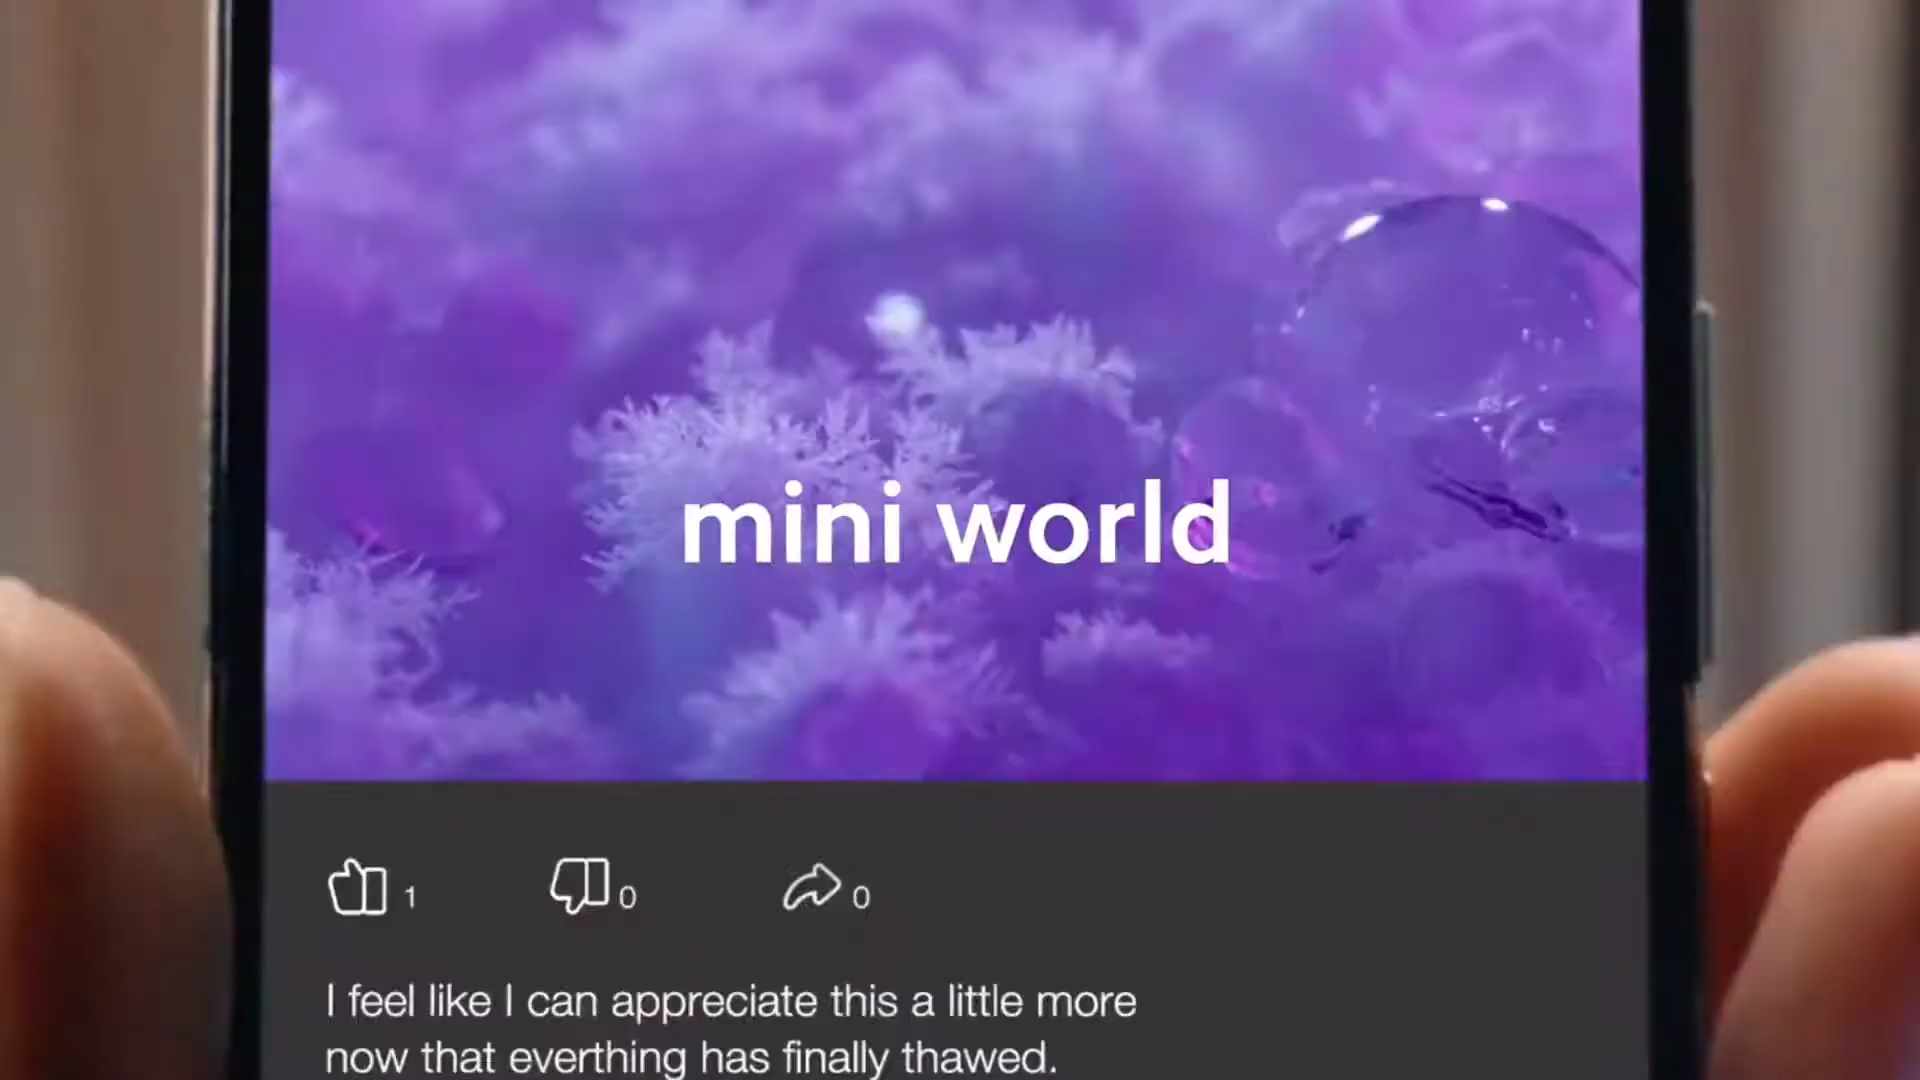 mini world
1
0
0
I feel like I can appreciate this a little more
now that everthing has finally thawed.